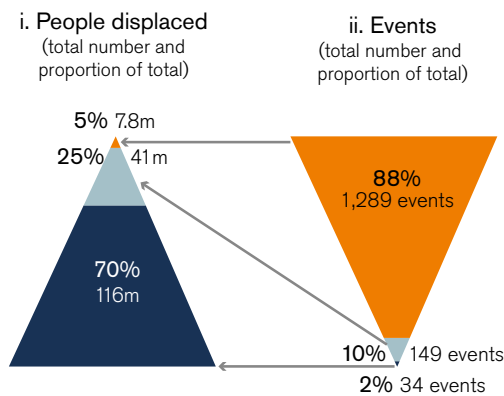 i. People displaced
(total number and
proportion of total)
5% 7.8m
25% 41m
70%
116m
ii. Events
(total number and
proportion of total)
88%
1,289 events
10% 149 events
2% 34 events